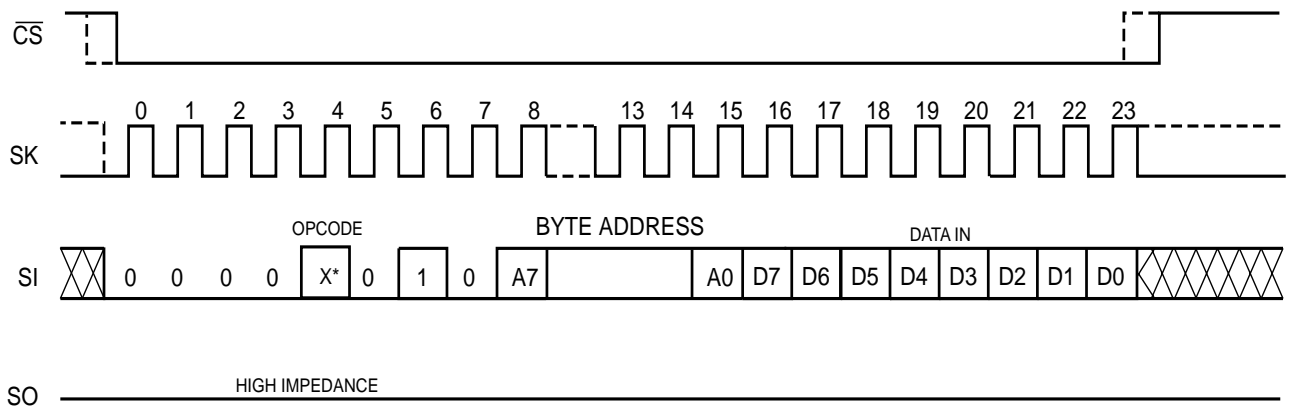 CS
0 1 2 3 4 5 6 7 8 13 14 15 16 17 18 19 20 21 22 23
SK
OPCODE BYTE ADDRESS DATA IN
SI 0 0 0 0 X* 0 1 0 A7 A0 D7 D6 D5 D4 D3 D2 D1 D0
HIGH IMPEDANCE
SO